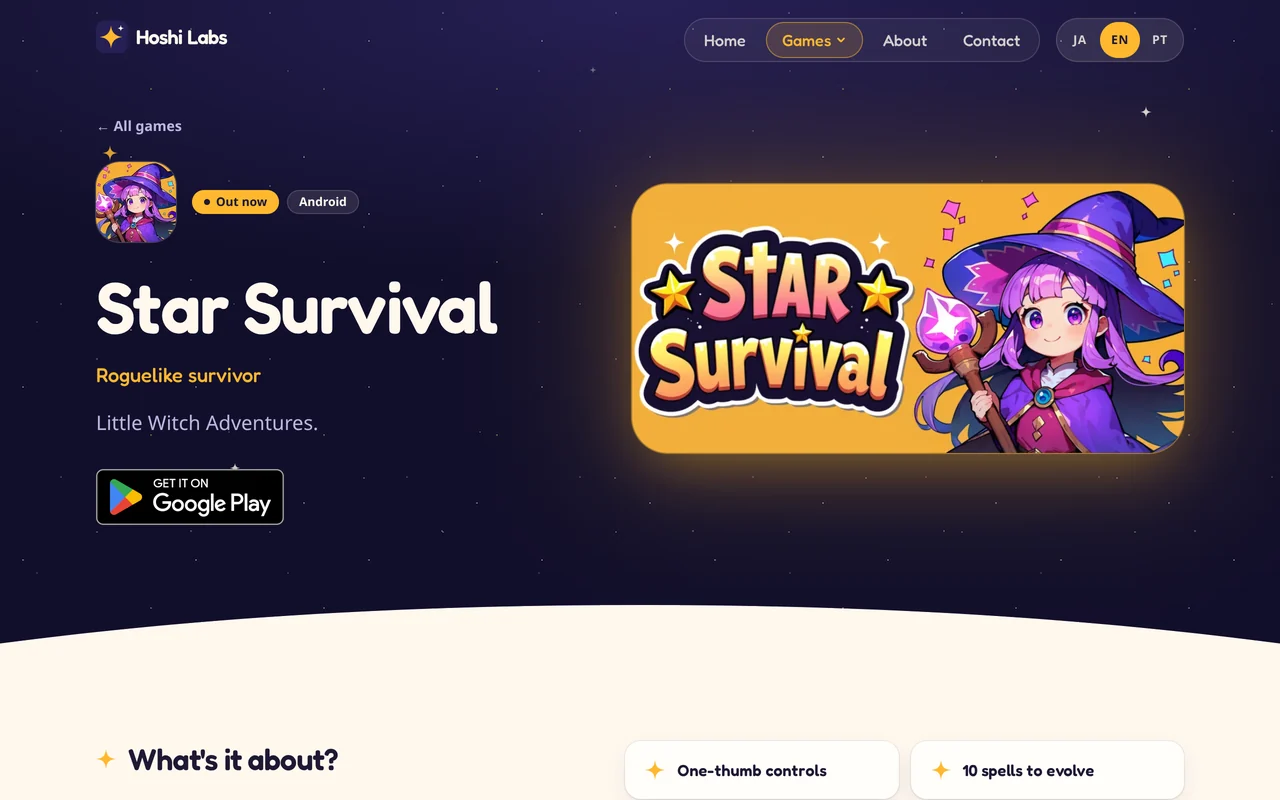 Hoshi Labs
Home
Games
About
Contact
JA
EN
PT
← All games
Out now
Android
Star Survival
Roguelike survivor
Little Witch Adventures.
GET IT ON
Google Play
STAR
Survival
What's it about?
One-thumb controls
10 spells to evolve